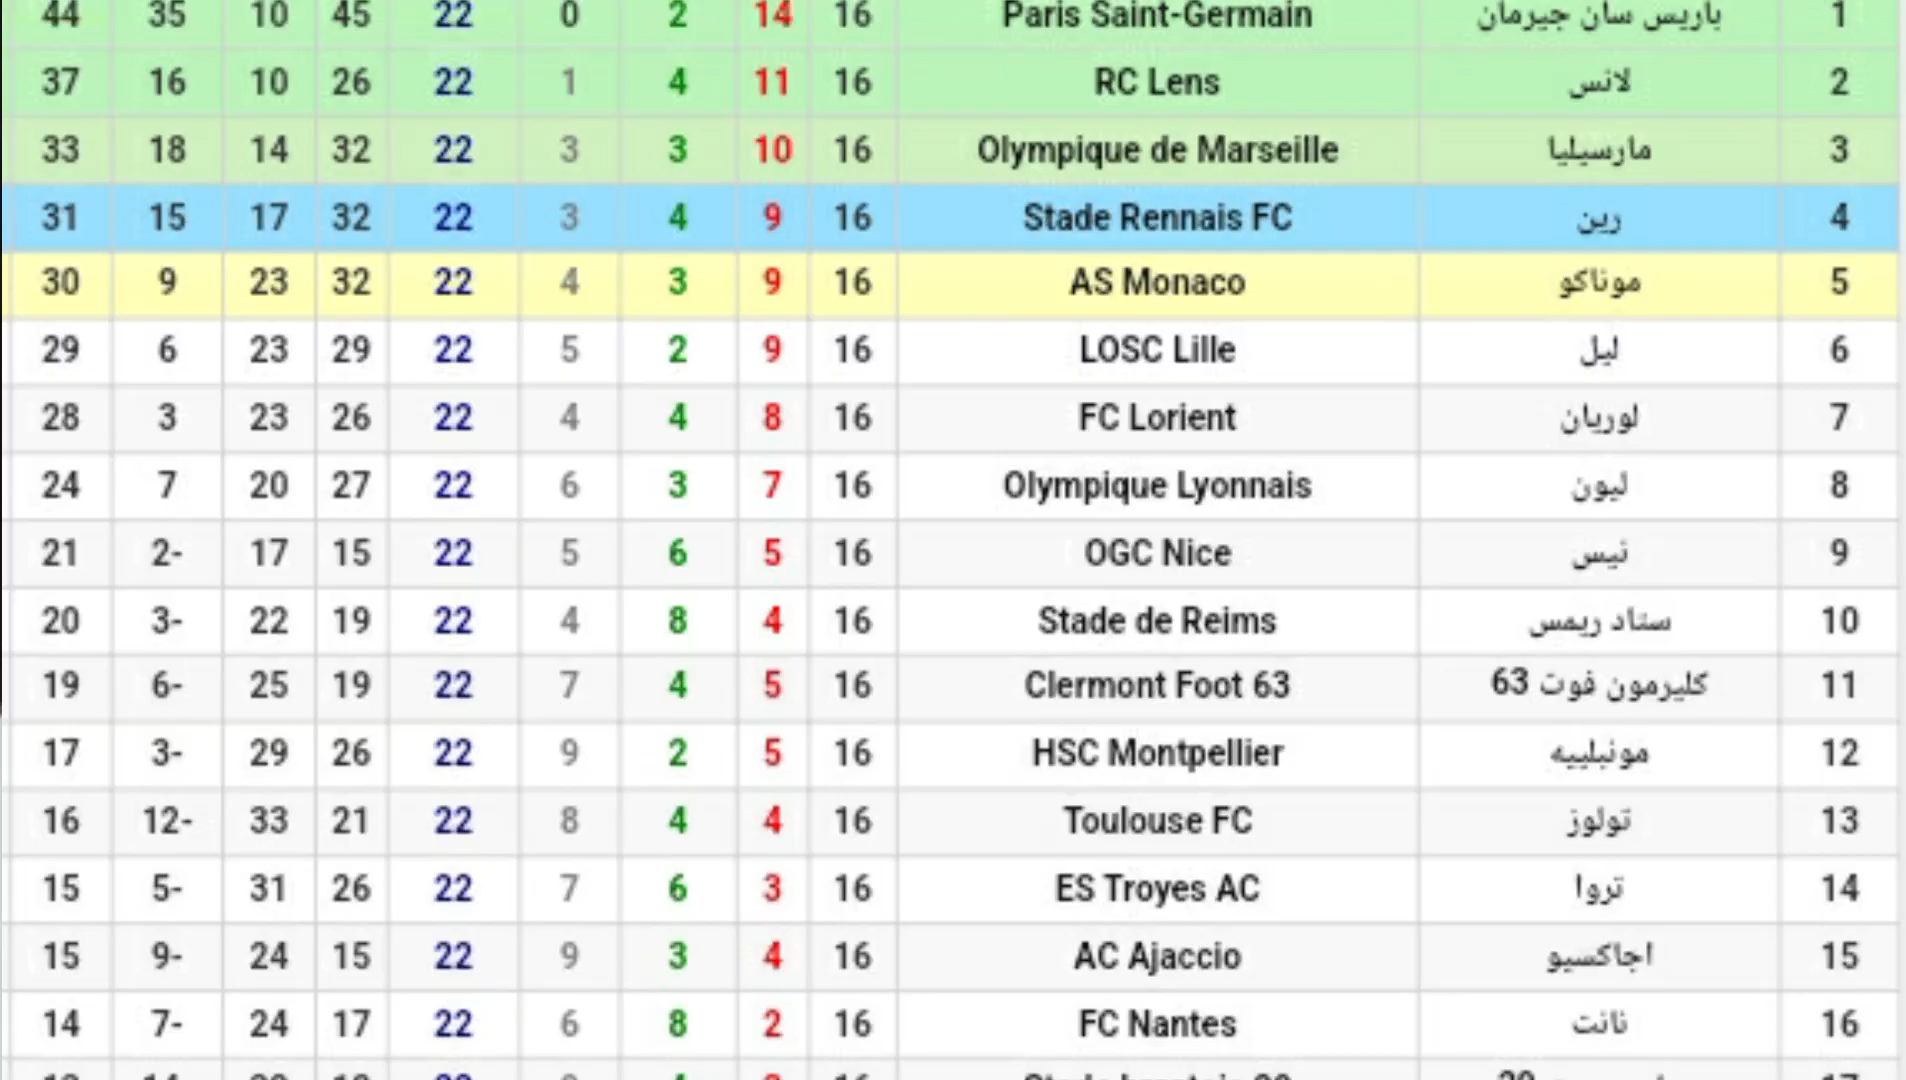 44 35 10 45 22 0 2 14 16 Paris Saint-Germain باريس سان جيرمان 1
37 16 10 26 22 1 4 11 16 RC Lens لانس 2
33 18 14 32 22 3 3 10 16 Olympique de Marseille مارسيليا 3
31 15 17 32 22 3 4 9 16 Stade Rennais FC رين 4
30 9 23 32 22 4 3 9 16 AS Monaco موناكو 5
29 6 23 29 22 5 2 9 16 LOSC Lille ليل 6
28 3 23 26 22 4 4 8 16 FC Lorient لوريان 7
24 7 20 27 22 6 3 7 16 Olympique Lyonnais ليون 8
21 2- 17 15 22 5 6 5 16 OGC Nice نيس 9
20 3- 22 19 22 4 8 4 16 Stade de Reims ستاد ريمس 10
19 6- 25 19 22 7 4 5 16 Clermont Foot 63 كليرمون فوت 63 11
17 3- 29 26 22 9 2 5 16 HSC Montpellier مونبلييه 12
16 12- 33 21 22 8 4 4 16 Toulouse FC تولوز 13
15 5- 31 26 22 7 6 3 16 ES Troyes AC تروا 14
15 9- 24 15 22 9 3 4 16 AC Ajaccio اجاكسيو 15
14 7- 24 17 22 6 8 2 16 FC Nantes نانت 16